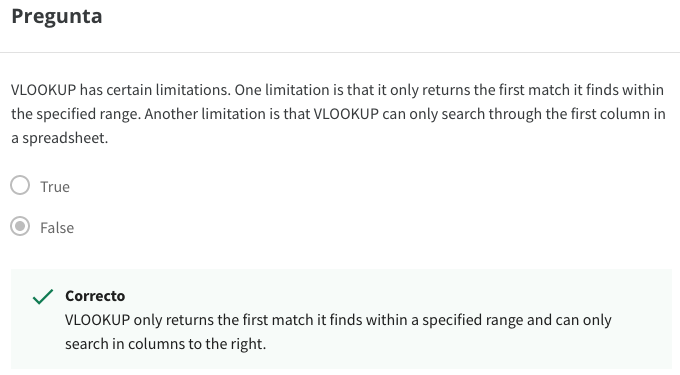 Pregunta
VLOOKUP has certain limitations. One limitation is that it only returns the first match it finds within
the specified range. Another limitation is that VLOOKUP can only search through the first column in
a spreadsheet.
True
False
Correcto
VLOOKUP only returns the first match it finds within a specified range and can only
search in columns to the right.